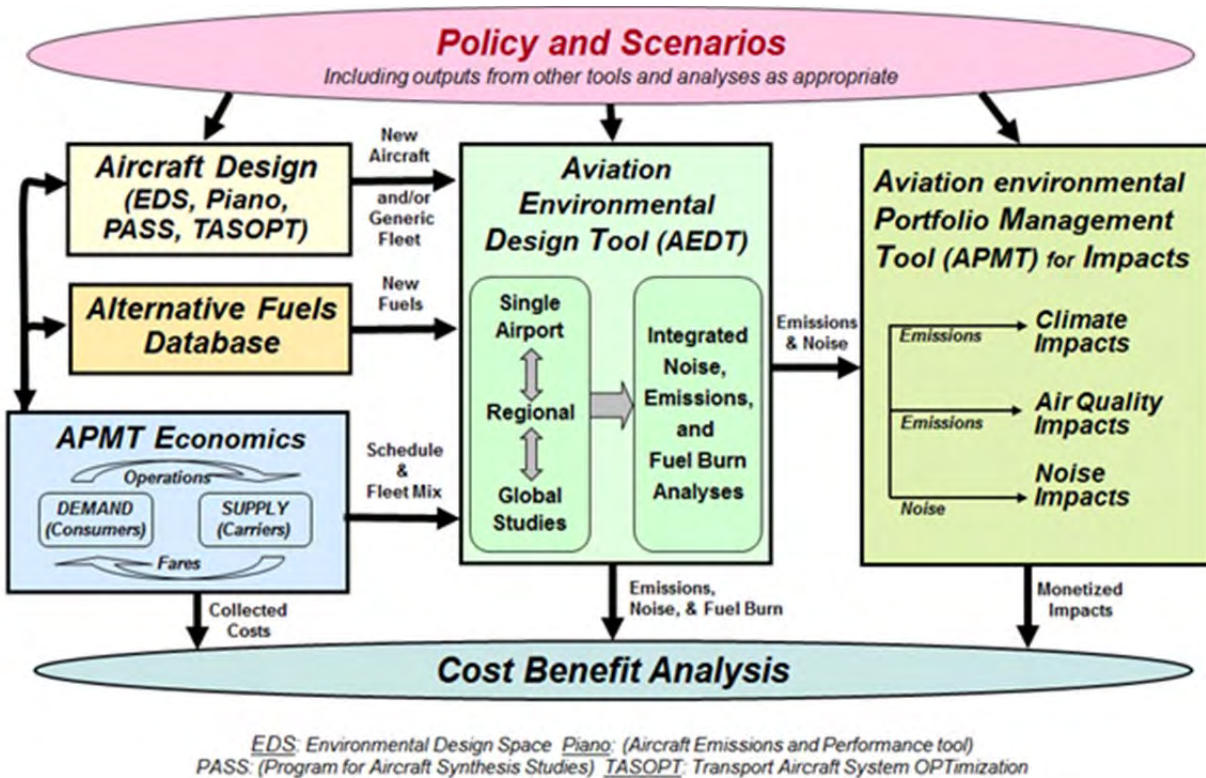 Policy and Scenarios
Including outputs from other tools and analyses as appropriate
Aircraft Design
(EDS, Piano,
PASS, TASOPT)
New
Aircraft
and/or
Generic
Fleet
Alternative Fuels
Database
New
Fuels
APMT Economics
Operations
DEMAND
(Consumers)
SUPPLY
(Carriers)
Fares
Schedule
&
Fleet Mix
Aviation
Environmental
Design Tool (AEDT)
Single
Airport
Regional
Global
Studies
Integrated
Noise,
Emissions,
and
Fuel Burn
Analyses
Emissions
& Noise
Aviation environmental
Portfolio Management
Tool (APMT) for Impacts
Emissions
Climate
Impacts
Emissions
Air Quality
Impacts
Noise
Noise
Impacts
Collected
Costs
Emissions,
Noise, & Fuel Burn
Monetized
Impacts
Cost Benefit Analysis
EDS: Environmental Design Space Piano: (Aircraft Emissions and Performance tool)
PASS: (Program for Aircraft Synthesis Studies) TASOPT: Transport Aircraft System OPTimization